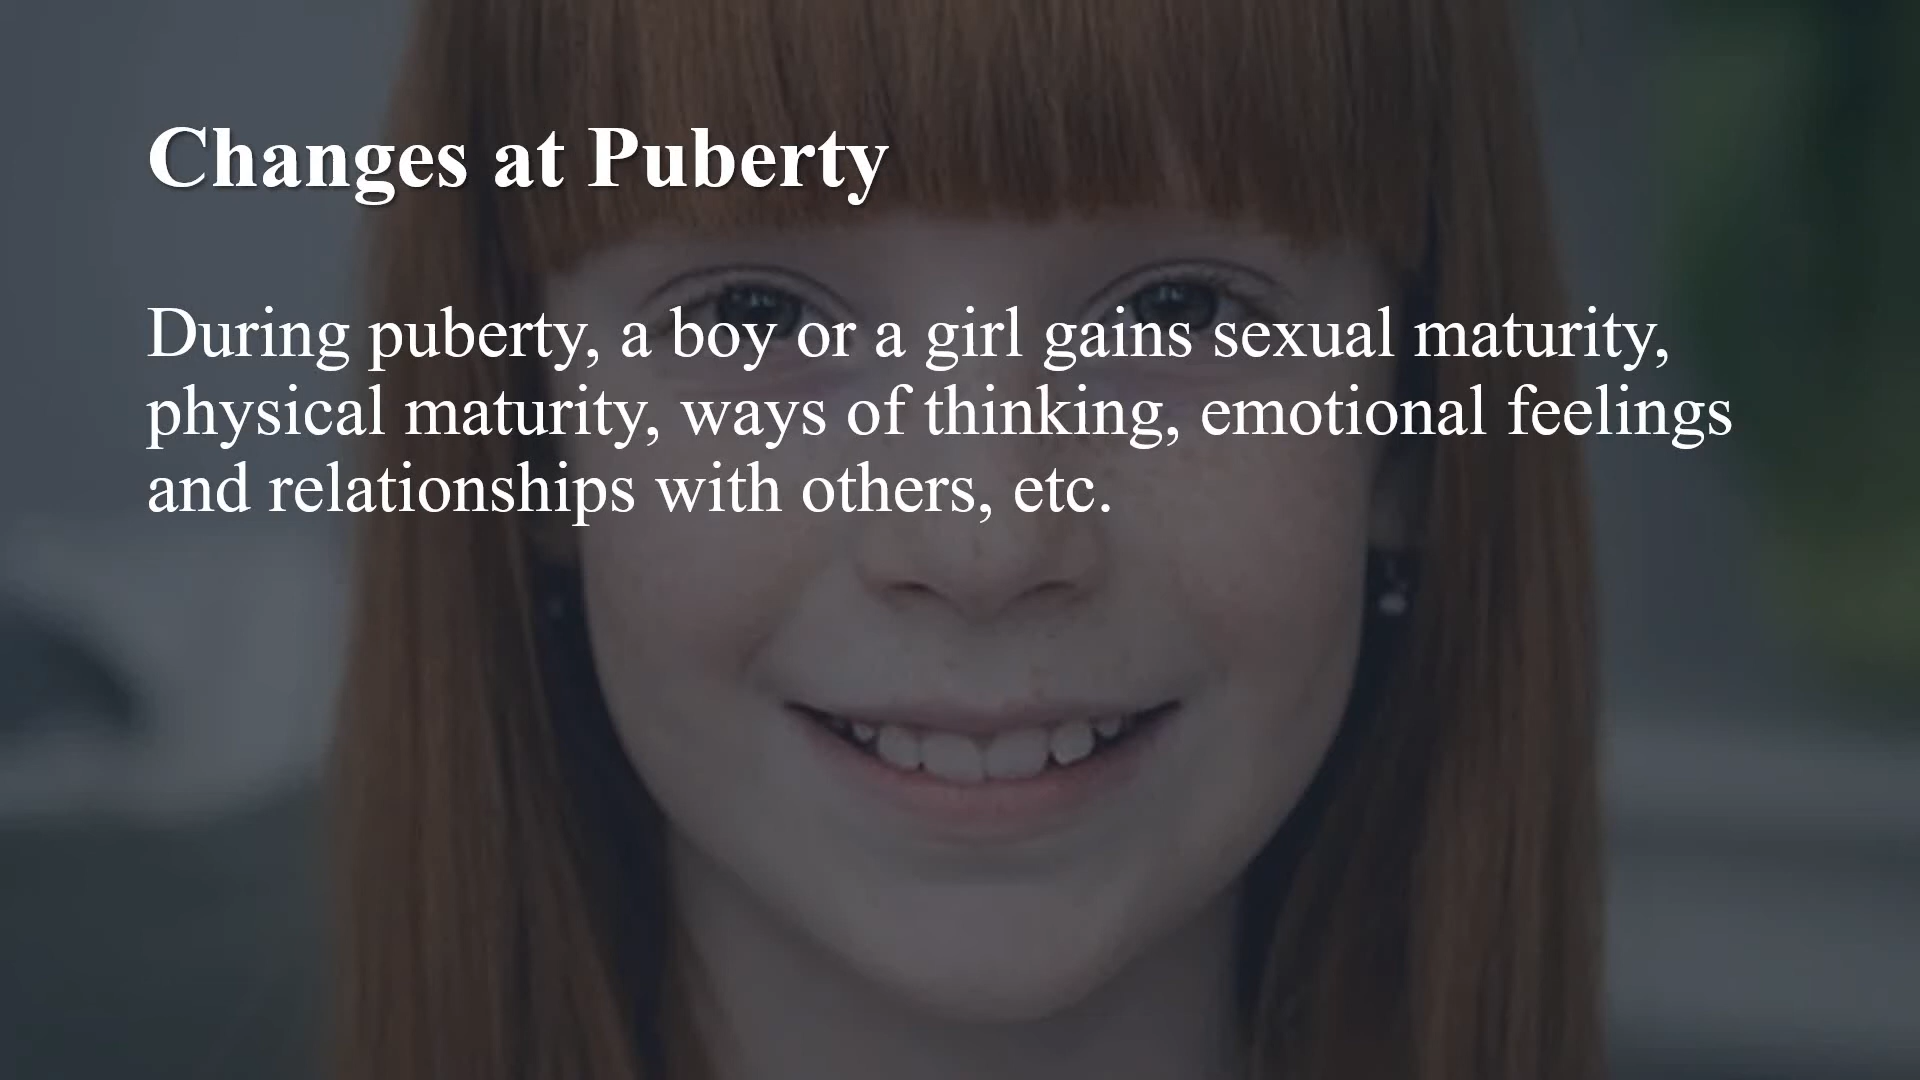 Changes at Puberty
During puberty, a boy or a girl gains sexual maturity,
physical maturity, ways of thinking, emotional feelings
and relationships with others, etc.